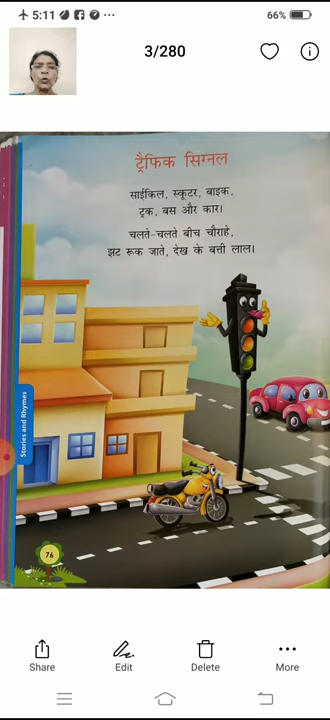 5:11
66%
3/280
ट्रैफिक सिग्नल
साईकिल, स्कूटर, बाइक,
ट्रक, बस और कार।
चलते-चलते बीच चौराहे,
झट रूक जाते, देख के बत्ती लाल।
Stories and Rhymes
76
Share
Edit
Delete
More